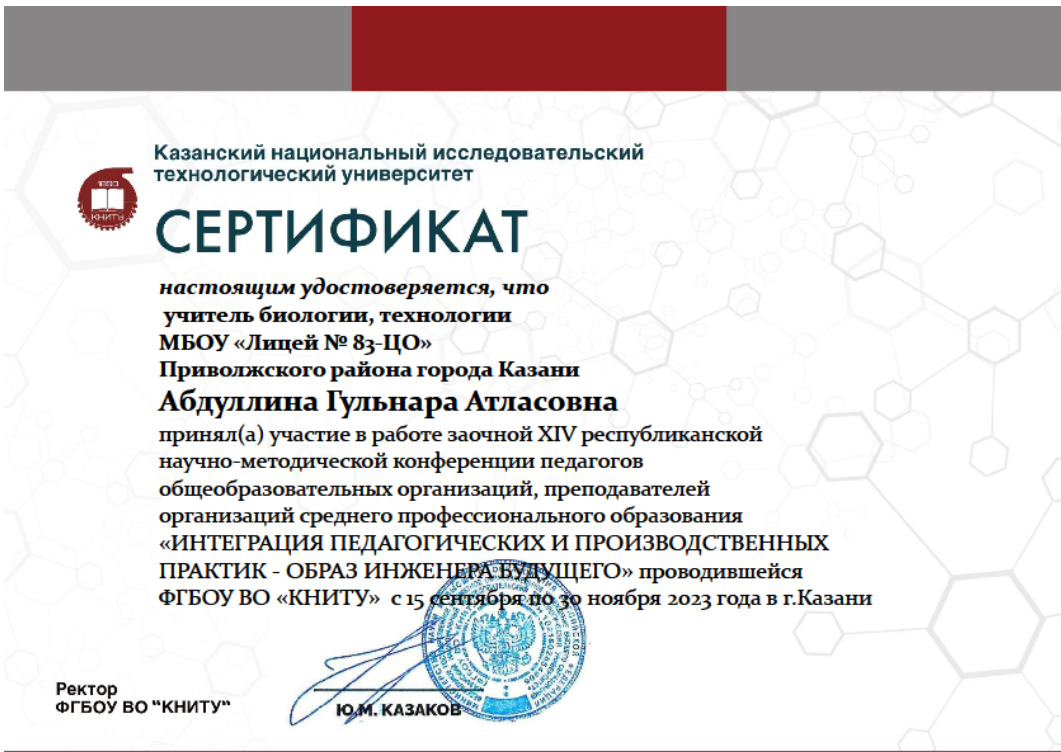 Казанский национальный исследовательский
технологический университет
1890
КНИТУ
СЕРТИФИКАТ
настоящим удостоверяется, что
учитель биологии, технологии
МБОУ «Лицей № 83-ЦО»
Приволжского района города Казани
Абдуллина Гульнара Атласовна
принял(а) участие в работе заочной XIV республиканской
научно-методической конференции педагогов
общеобразовательных организаций, преподавателей
организаций среднего профессионального образования
«ИНТЕГРАЦИЯ ПЕДАГОГИЧЕСКИХ И ПРОИЗВОДСТВЕННЫХ
ПРАКТИК - ОБРАЗ ИНЖЕНЕРА БУДУЩЕГО» проводившейся
ФГБОУ ВО «КНИТУ» с 15 сентября по 30 ноября 2023 года в г.Казани
Ректор
ФГБОУ ВО "КНИТУ"
Ю.М. КАЗАКОВ